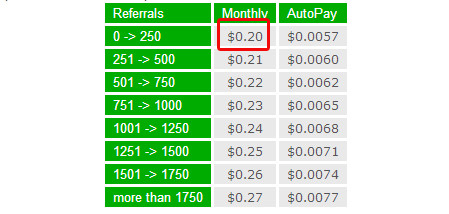 Referrals Monthly AutoPay
0 -> 250 $0.20 $0.0057
251 -> 500 $0.21 $0.0060
501 -> 750 $0.22 $0.0062
751 -> 1000 $0.23 $0.0065
1001 -> 1250 $0.24 $0.0068
1251 -> 1500 $0.25 $0.0071
1501 -> 1750 $0.26 $0.0074
more than 1750 $0.27 $0.0077